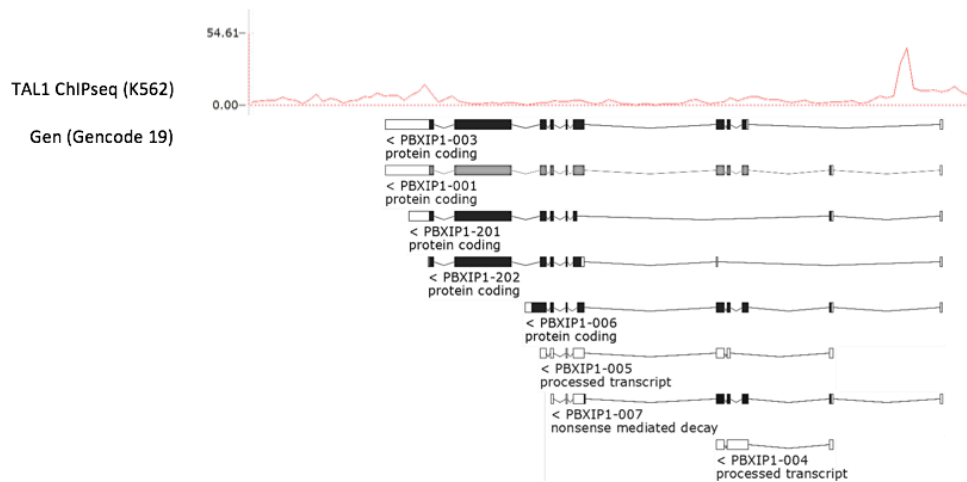 54.61
TAL1 ChIPseq (K562)
0.00
Gen (Gencode 19)
< PBXIP1-003
protein coding
< PBXIP1-001
protein coding
< PBXIP1-201
protein coding
< PBXIP1-202
protein coding
< PBXIP1-006
protein coding
< PBXIP1-005
processed transcript
< PBXIP1-007
nonsense mediated decay
< PBXIP1-004
processed transcript